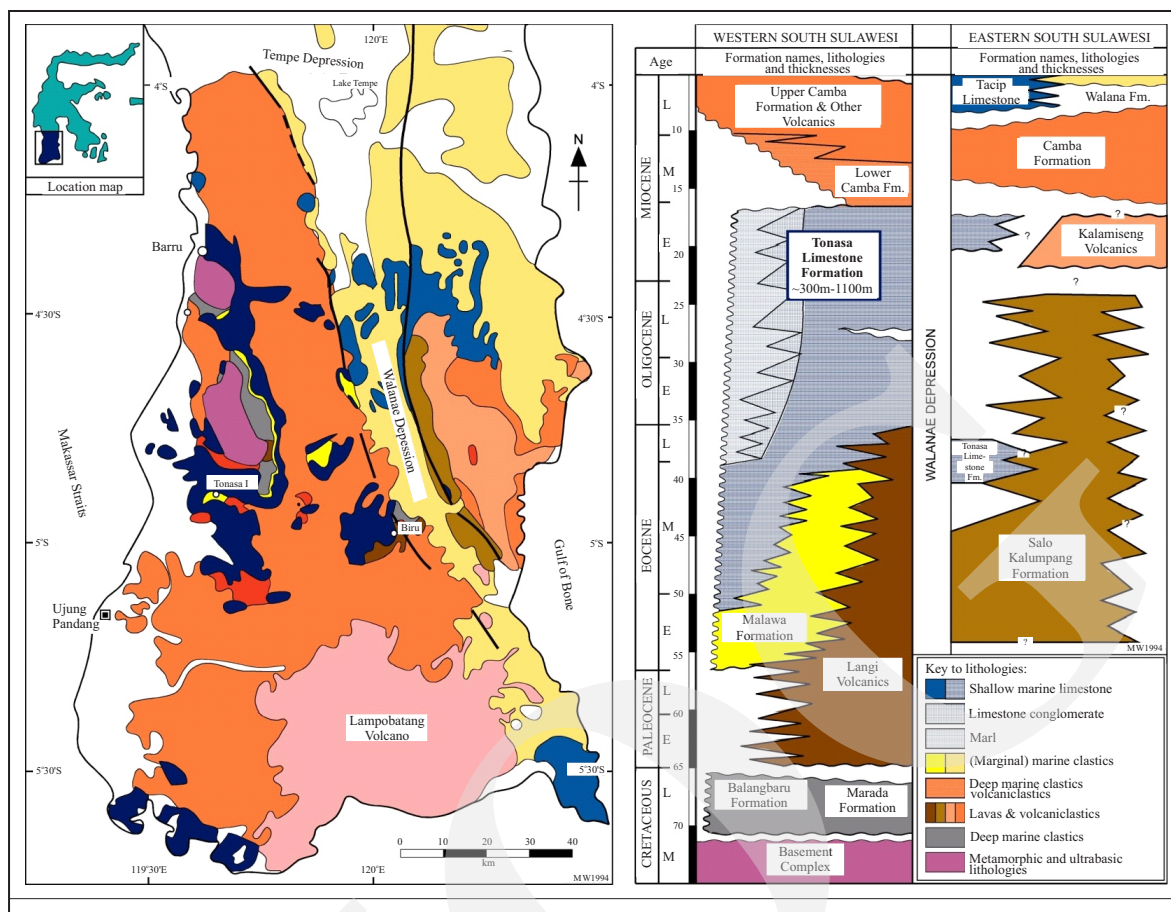 120°E
Tempe Depression
Lake Tempe
4°S
4°S
N
Location map
Barru
4°30'S
4°30'S
Walanae Depession
Makassar Straits
Tonasa I
Biru
5°S
5°S
Gulf of Bone
Ujung
Pandang
Lampobatang
Volcano
5°30'S
5°30'S
0 10 20 30 40
km
119°30'E
120°E
MW1994
WESTERN SOUTH SULAWESI
Age
Formation names, lithologies
and thicknesses
MIOCENE
L
M
E
OLIGOCENE
L
E
EOCENE
L
M
E
PALEOCENE
L
E
CRETACEOUS
L
M
10
15
20
25
30
35
40
45
50
55
60
65
70
Upper Camba
Formation & Other
Volcanics
Lower
Camba Fm.
Tonasa
Limestone
Formation
~300m-1100m
Malawa
Formation
Langi
Volcanics
Balangbaru
Formation
Marada
Formation
Basement
Complex
WALANAE DEPRESSION
EASTERN SOUTH SULAWESI
Formation names, lithologies
and thicknesses
Tacip
Limestone
Walana Fm.
Camba
Formation
?
?
Kalamiseng
Volcanics
?
?
Tonasa
Lime-
stone
Fm.
?
?
Salo
Kalumpang
Formation
?
MW1994
Key to lithologies:
Shallow marine limestone
Limestone conglomerate
Marl
(Marginal) marine clastics
Deep marine clastics
volcaniclastics
Lavas & volcaniclastics
Deep marine clastics
Metamorphic and ultrabasic
lithologies